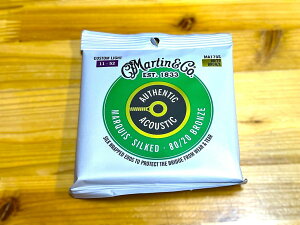 CUSTOM LIGHT
11 - 52
MA175S
C.F. Martin & Co.
EST. 1833
AUTHENTIC
ACOUSTIC
MARQUIS SILKED · 80/20 BRONZE
SILK WRAPPED ENDS TO PROTECT THE BRIDGE FROM WEAR & TEAR